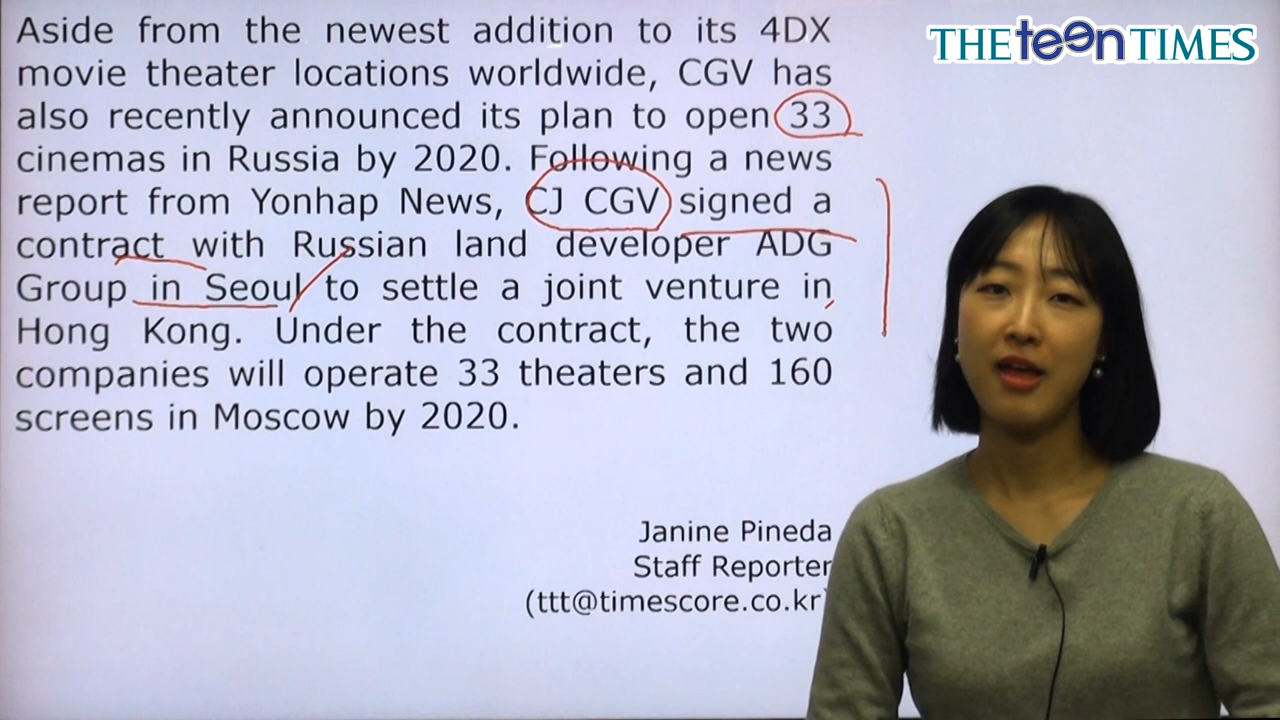 THE teen TIMES
Aside from the newest addition to its 4DX
movie theater locations worldwide, CGV has
also recently announced its plan to open 33
cinemas in Russia by 2020. Following a news
report from Yonhap News, CJ CGV signed a
contract with Russian land developer ADG
Group in Seoul to settle a joint venture in
Hong Kong. Under the contract, the two
companies will operate 33 theaters and 160
screens in Moscow by 2020.
Janine Pineda
Staff Reporter
(ttt@timescore.co.kr)